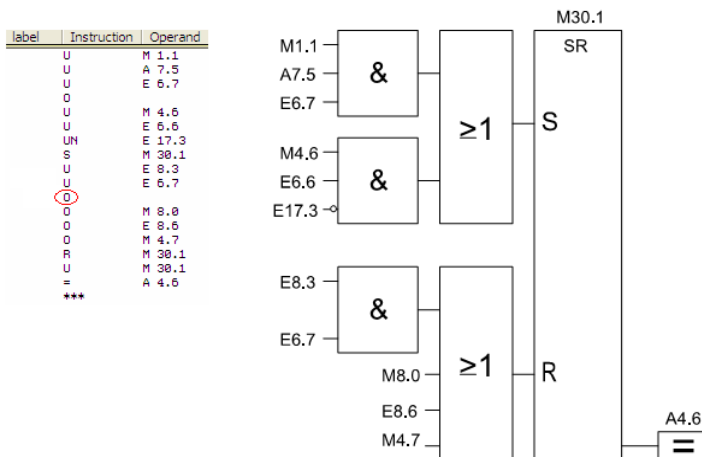 label Instruction Operand
U M 1.1
U A 7.5
U E 6.7
O
U M 4.6
U E 6.6
UN E 17.3
S M 30.1
U E 8.3
U E 6.7
O
O M 8.0
O E 8.6
O M 4.7
R M 30.1
U M 30.1
= A 4.6
***
M30.1
SR
M1.1
A7.5
E6.7
&
≥1
S
M4.6
E6.6
E17.3
&
E8.3
E6.7
&
≥1
R
M8.0
E8.6
M4.7
A4.6
=